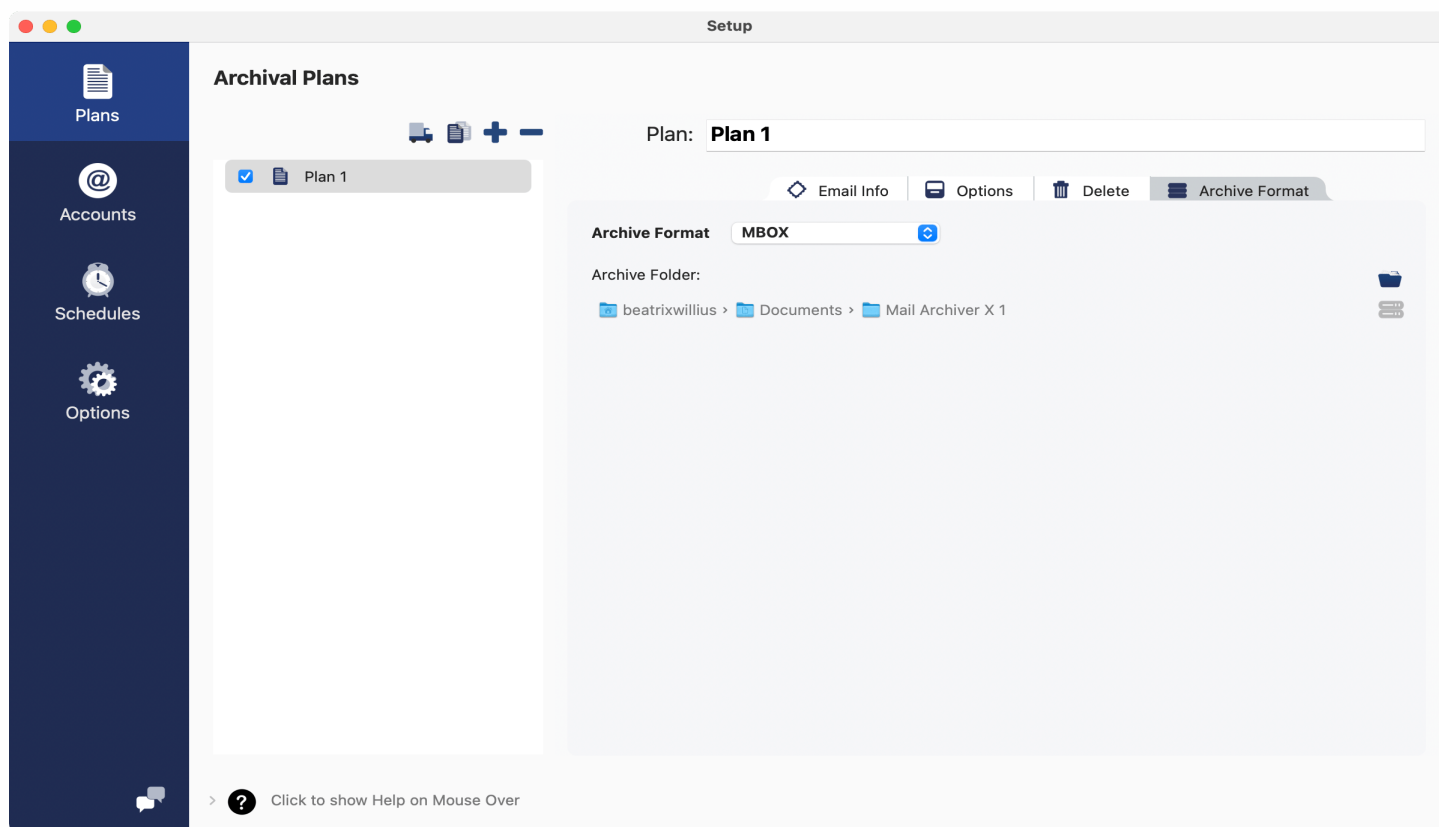 Setup
Plans
Accounts
Schedules
Options
Archival Plans
Plan 1
Plan: Plan 1
Email Info Options Delete Archive Format
Archive Format MBOX
Archive Folder:
beatrixwillius › Documents › Mail Archiver X 1
? Click to show Help on Mouse Over